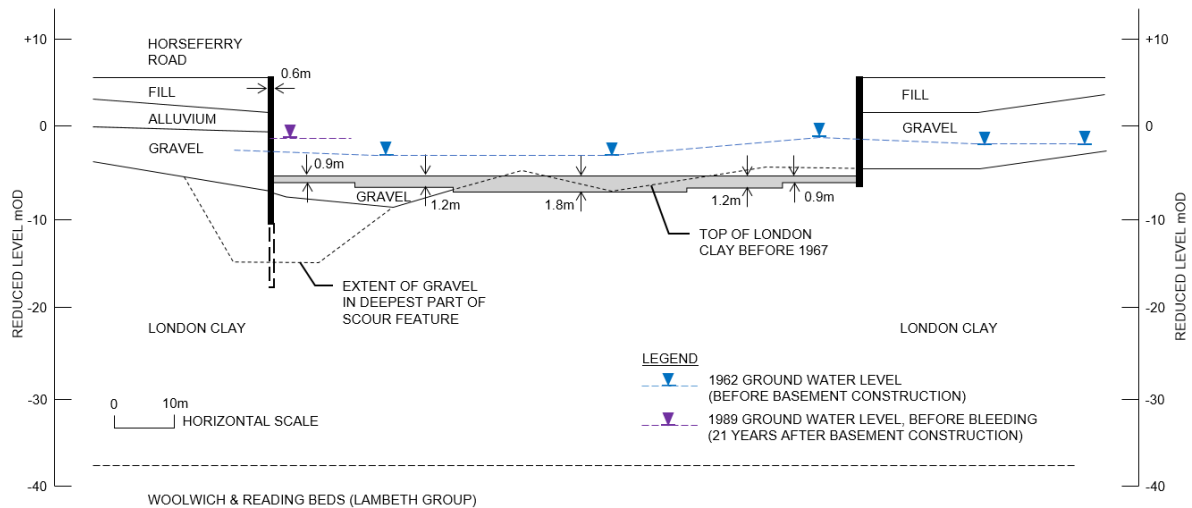 +10
HORSEFERRY
ROAD
0.6m
+10
FILL
FILL
0
ALLUVIUM
0
GRAVEL
GRAVEL
0.9m
GRAVEL
1.2m
1.8m
1.2m
0.9m
-10
-10
TOP OF LONDON
CLAY BEFORE 1967
EXTENT OF GRAVEL
IN DEEPEST PART OF
SCOUR FEATURE
REDUCED LEVEL mOD
REDUCED LEVEL mOD
-20
-20
LONDON CLAY
LONDON CLAY
LEGEND
1962 GROUND WATER LEVEL
(BEFORE BASEMENT CONSTRUCTION)
1989 GROUND WATER LEVEL, BEFORE BLEEDING
(21 YEARS AFTER BASEMENT CONSTRUCTION)
-30
-30
0 10m
HORIZONTAL SCALE
-40
-40
WOOLWICH & READING BEDS (LAMBETH GROUP)